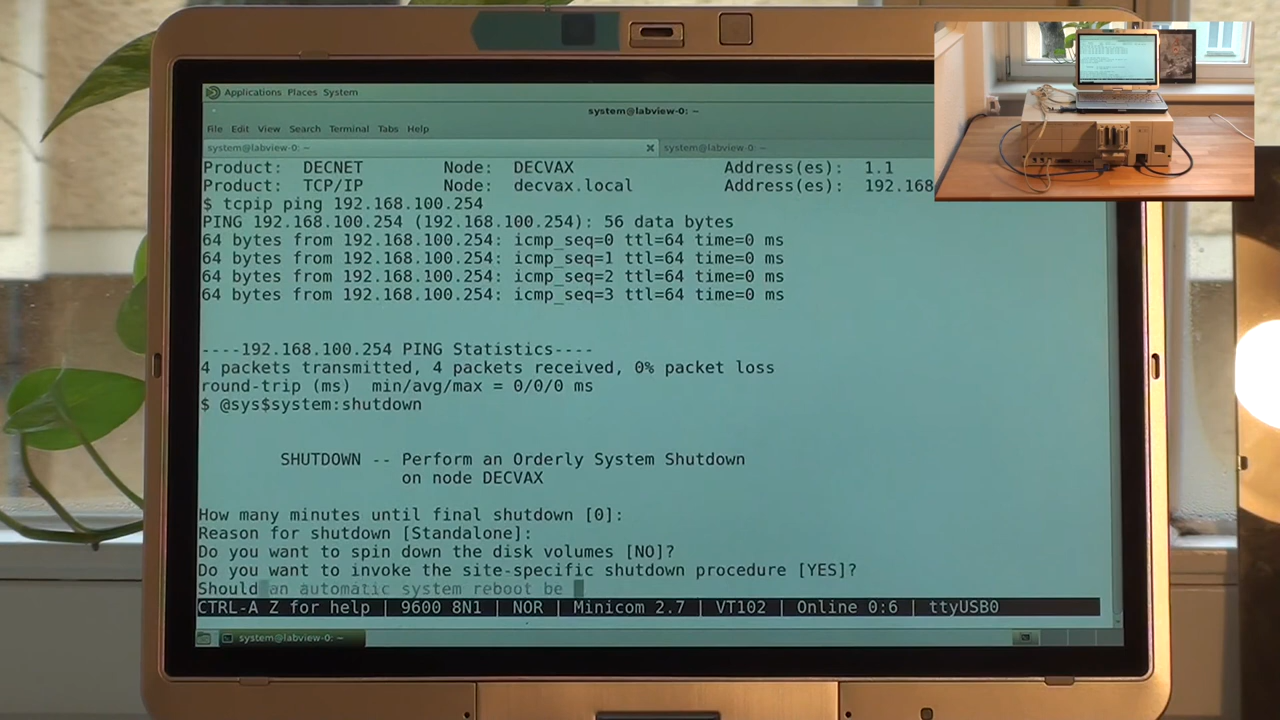 Applications Places System
system@labview-0: ~
File Edit View Search Terminal Tabs Help
system@labview-0: ~
system@labview-0: ~
Product: DECNET Node: DECVAX Address(es): 1.1
Product: TCP/IP Node: decvax.local Address(es): 192.168
$ tcpip ping 192.168.100.254
PING 192.168.100.254 (192.168.100.254): 56 data bytes
64 bytes from 192.168.100.254: icmp_seq=0 ttl=64 time=0 ms
64 bytes from 192.168.100.254: icmp_seq=1 ttl=64 time=0 ms
64 bytes from 192.168.100.254: icmp_seq=2 ttl=64 time=0 ms
64 bytes from 192.168.100.254: icmp_seq=3 ttl=64 time=0 ms
----192.168.100.254 PING Statistics----
4 packets transmitted, 4 packets received, 0% packet loss
round-trip (ms) min/avg/max = 0/0/0 ms
$ @sys$system:shutdown
SHUTDOWN -- Perform an Orderly System Shutdown
on node DECVAX
How many minutes until final shutdown [0]:
Reason for shutdown [Standalone]:
Do you want to spin down the disk volumes [NO]?
Do you want to invoke the site-specific shutdown procedure [YES]?
Should an automatic system reboot be
CTRL-A Z for help | 9600 8N1 | NOR | Minicom 2.7 | VT102 | Online 0:6 | ttyUSB0
system@labview-0: ~